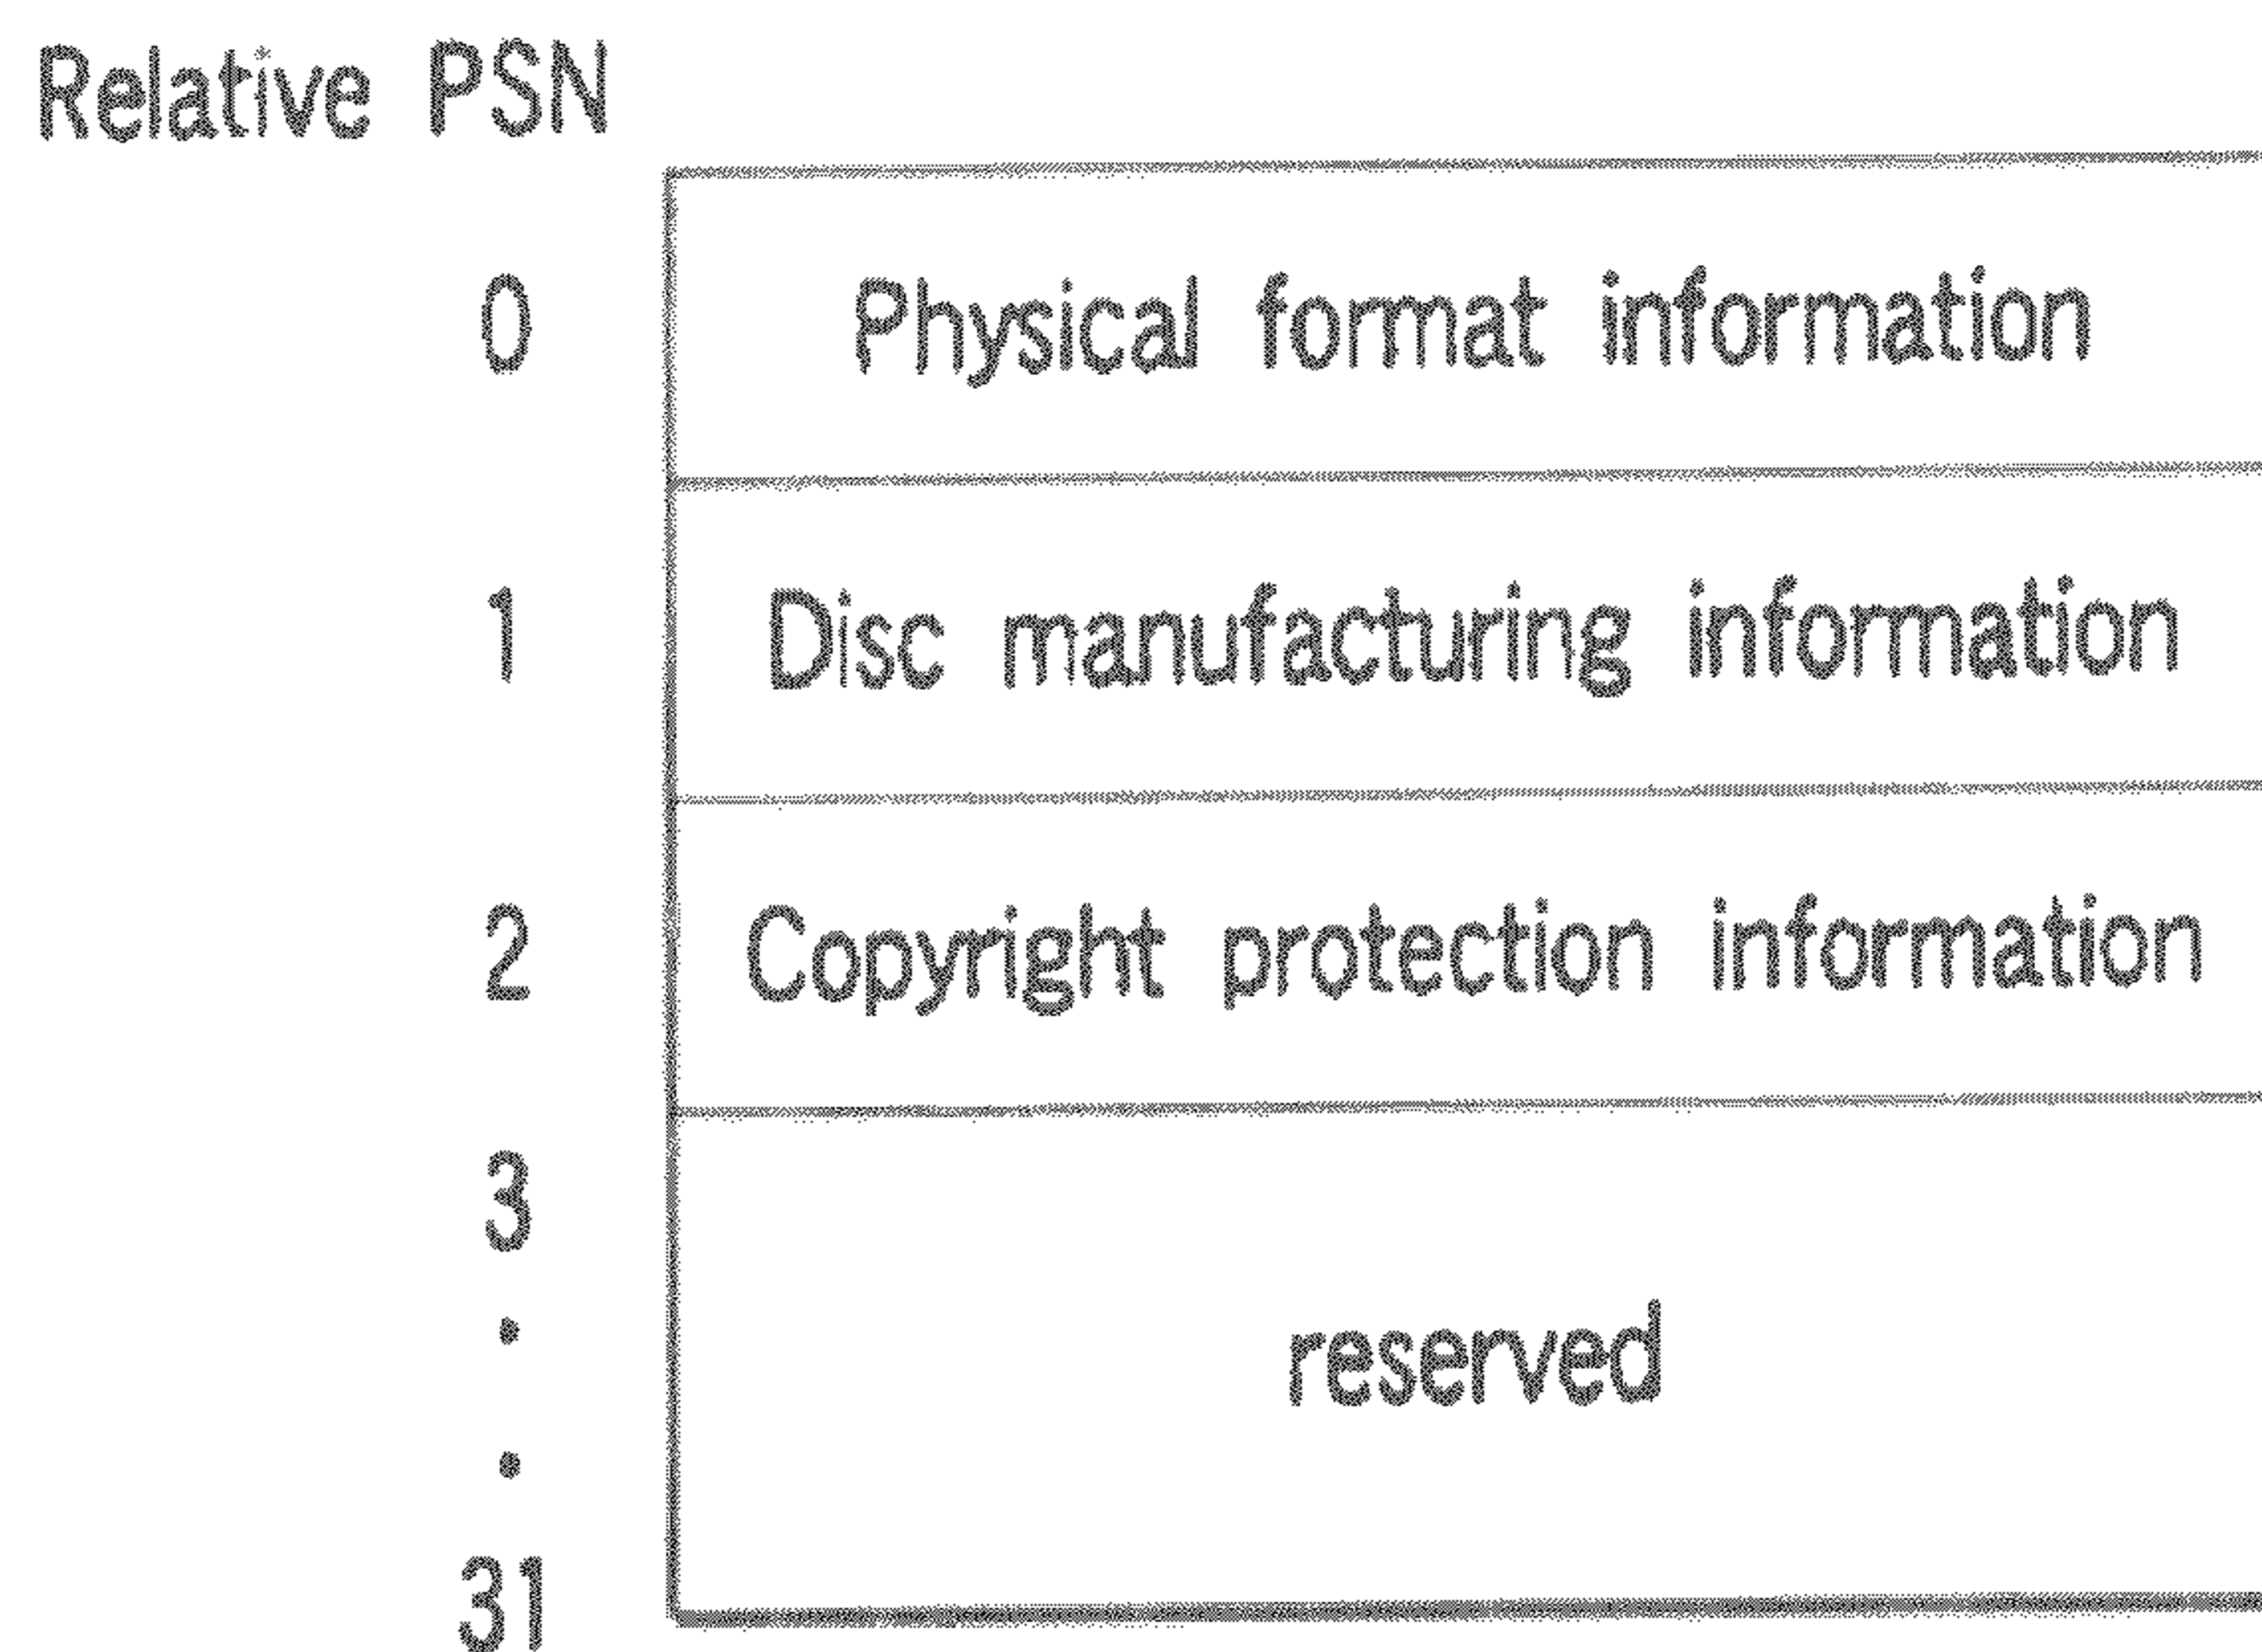 Relative PSN
0 Physical format information
1 Disc manufacturing information
2 Copyright protection information
3
•
reserved
•
31